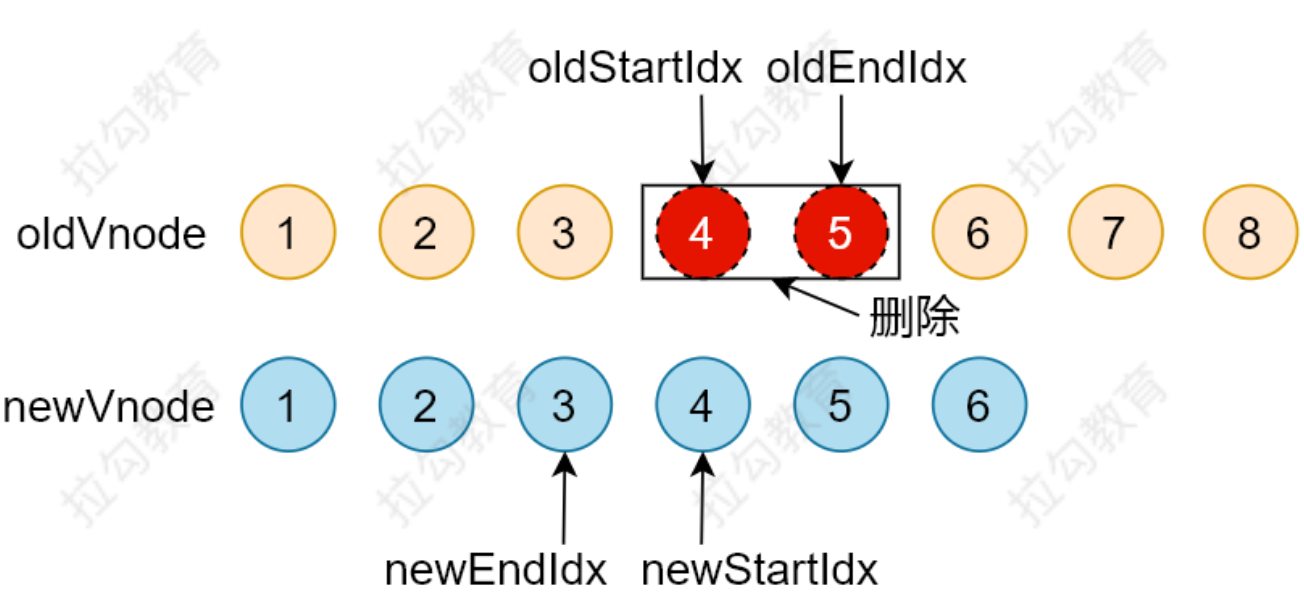 拉勾教育 拉勾教育 拉勾教育 拉勾教育
oldStartIdx oldEndIdx
oldVnode 1 2 3 4 5 6 7 8
删除
newVnode 1 2 3 4 5 6
拉勾教育 拉勾教育 拉勾教育 拉勾教育
newEndIdx newStartIdx